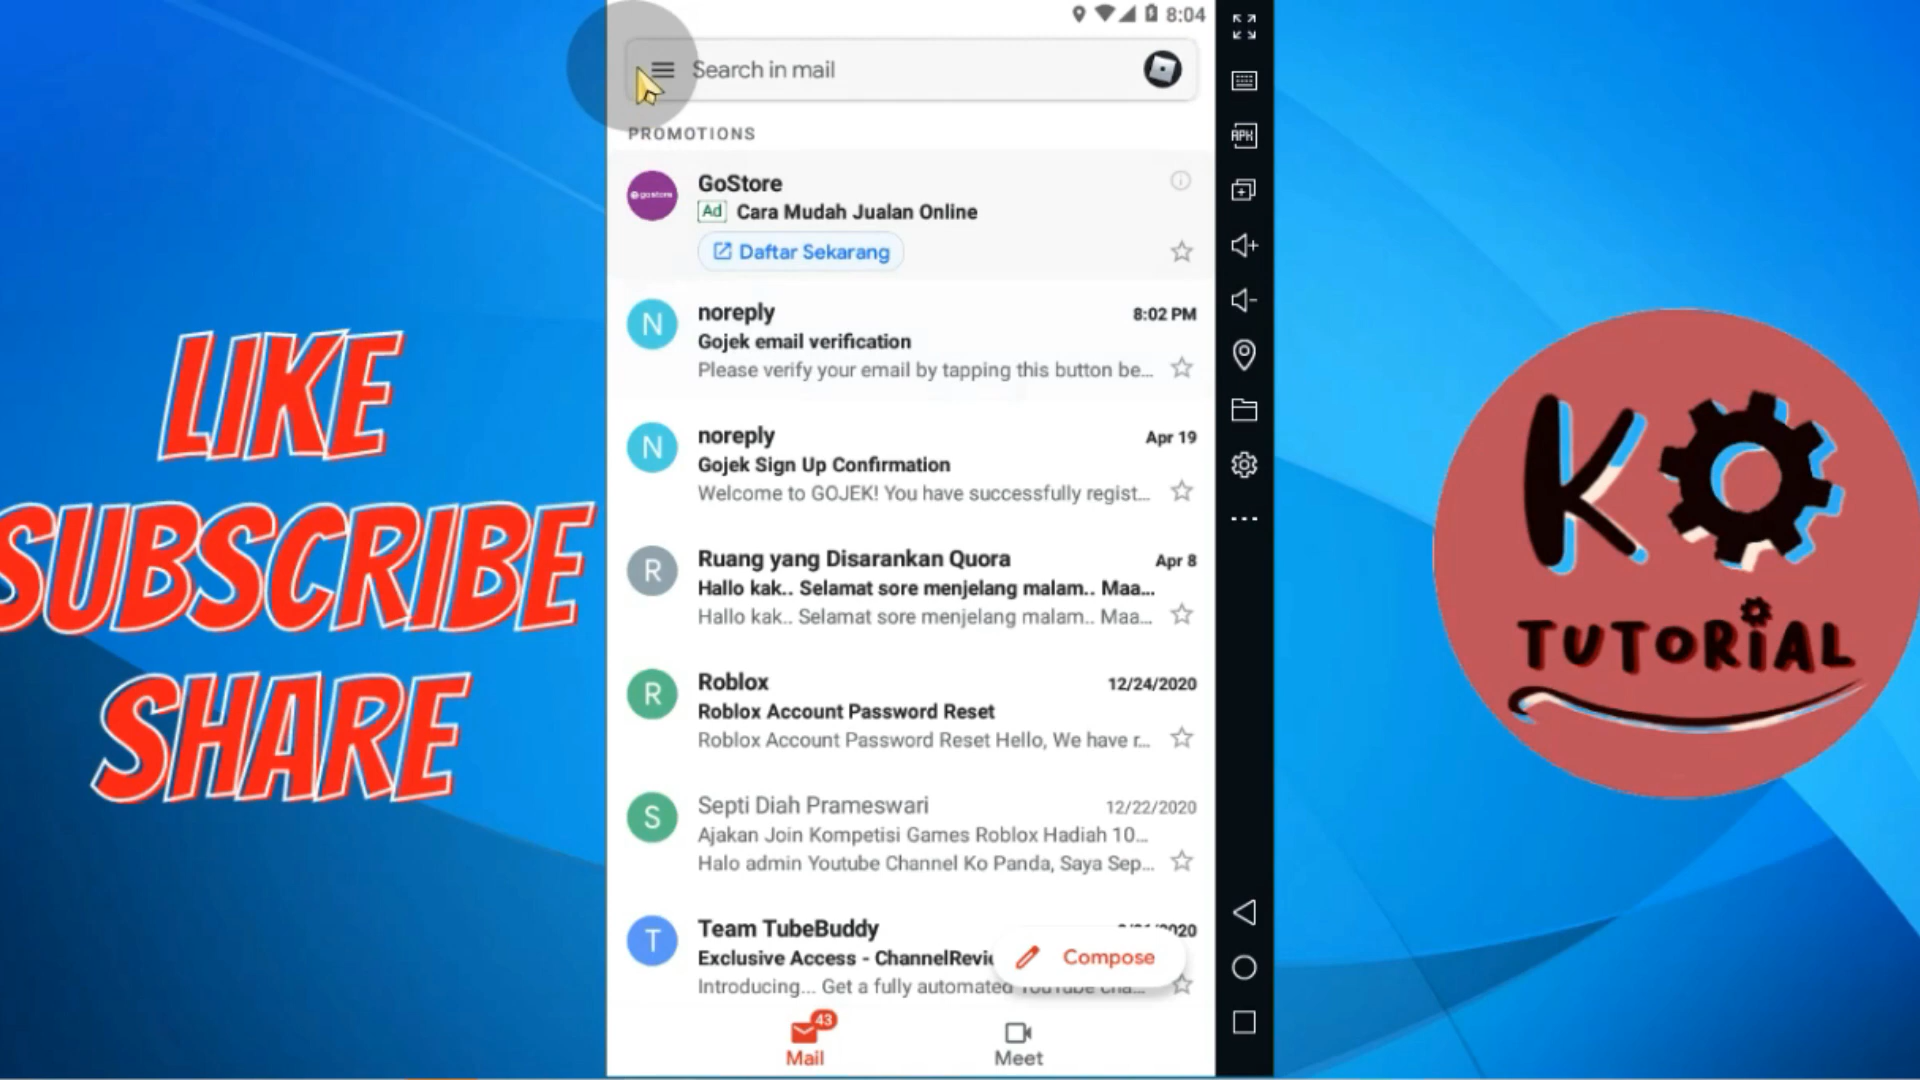 LIKE
SUBSCRIBE
SHARE
8:04
Search in mail
PROMOTIONS
gostore
GoStore
Ad Cara Mudah Jualan Online
Daftar Sekarang
N
noreply 8:02 PM
Gojek email verification
Please verify your email by tapping this button be...
N
noreply Apr 19
Gojek Sign Up Confirmation
Welcome to GOJEK! You have successfully regist...
R
Ruang yang Disarankan Quora Apr 8
Hallo kak.. Selamat sore menjelang malam.. Maa...
Hallo kak.. Selamat sore menjelang malam.. Maa...
R
Roblox 12/24/2020
Roblox Account Password Reset
Roblox Account Password Reset Hello, We have r...
S
Septi Diah Prameswari 12/22/2020
Ajakan Join Kompetisi Games Roblox Hadiah 10...
Halo admin Youtube Channel Ko Panda, Saya Sep...
T
Team TubeBuddy
Exclusive Access - ChannelRevie
Introducing... Get a fully automated YouTube cha...
Compose
43
Mail
Meet
APK
KO
TUTORiAL